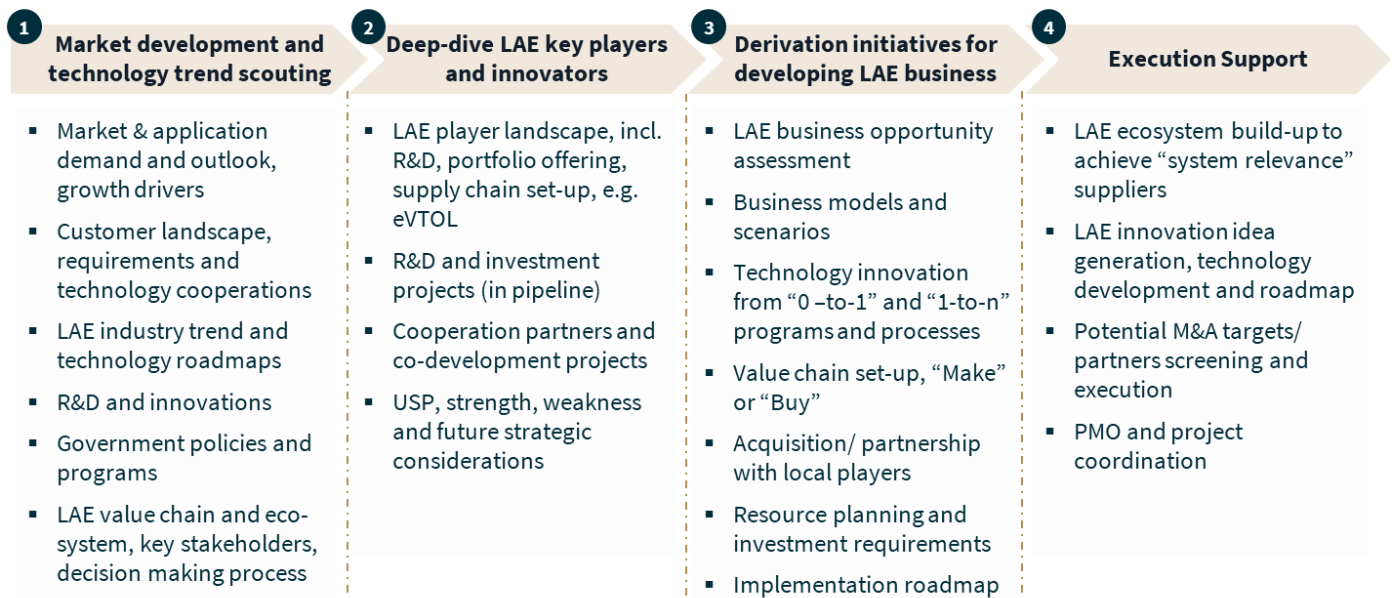 1
Market development and
technology trend scouting
▪ Market & application
demand and outlook,
growth drivers
▪ Customer landscape,
requirements and
technology cooperations
▪ LAE industry trend and
technology roadmaps
▪ R&D and innovations
▪ Government policies and
programs
▪ LAE value chain and eco-
system, key stakeholders,
decision making process
2
Deep-dive LAE key players
and innovators
▪ LAE player landscape, incl.
R&D, portfolio offering,
supply chain set-up, e.g.
eVTOL
▪ R&D and investment
projects (in pipeline)
▪ Cooperation partners and
co-development projects
▪ USP, strength, weakness
and future strategic
considerations
3
Derivation initiatives for
developing LAE business
▪ LAE business opportunity
assessment
▪ Business models and
scenarios
▪ Technology innovation
from “0 –to-1” and “1-to-n”
programs and processes
▪ Value chain set-up, “Make”
or “Buy”
▪ Acquisition/ partnership
with local players
▪ Resource planning and
investment requirements
▪ Implementation roadmap
4
Execution Support
▪ LAE ecosystem build-up to
achieve “system relevance”
suppliers
▪ LAE innovation idea
generation, technology
development and roadmap
▪ Potential M&A targets/
partners screening and
execution
▪ PMO and project
coordination